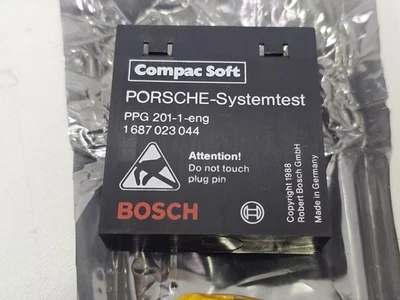 Compac Soft
PORSCHE-Systemtest
PPG 201-1-eng
1 687 023 044
Attention!
Do not touch
plug pin
BOSCH
Copyright 1988
Robert Bosch GmbH
Made in Germany